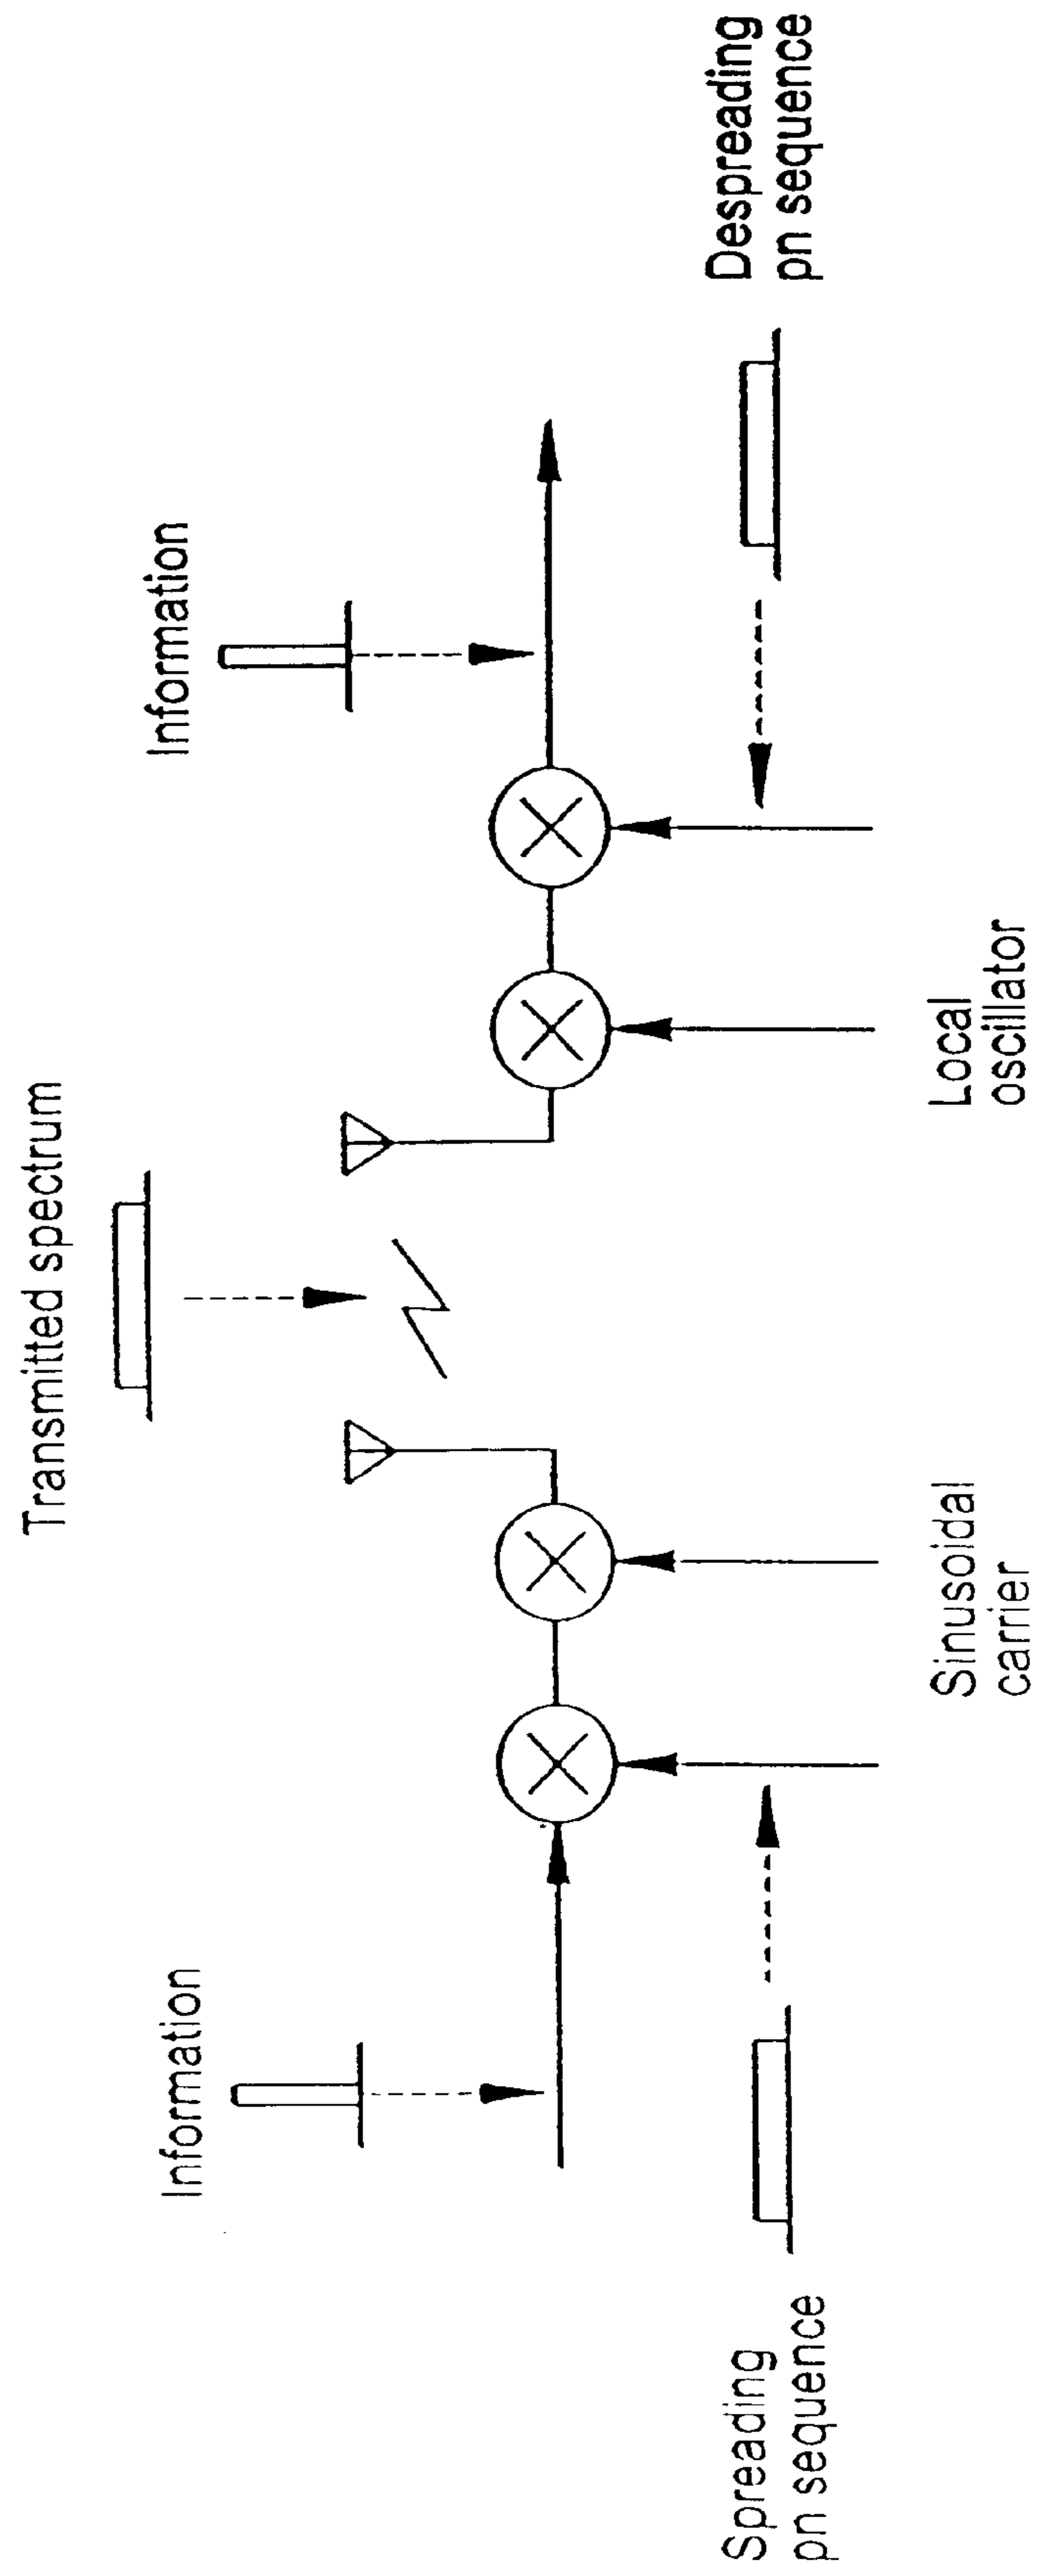 Transmitted spectrum
Information
Information
Spreading
pn sequence
Sinusoidal
carrier
Local
oscillator
Despreading
pn sequence